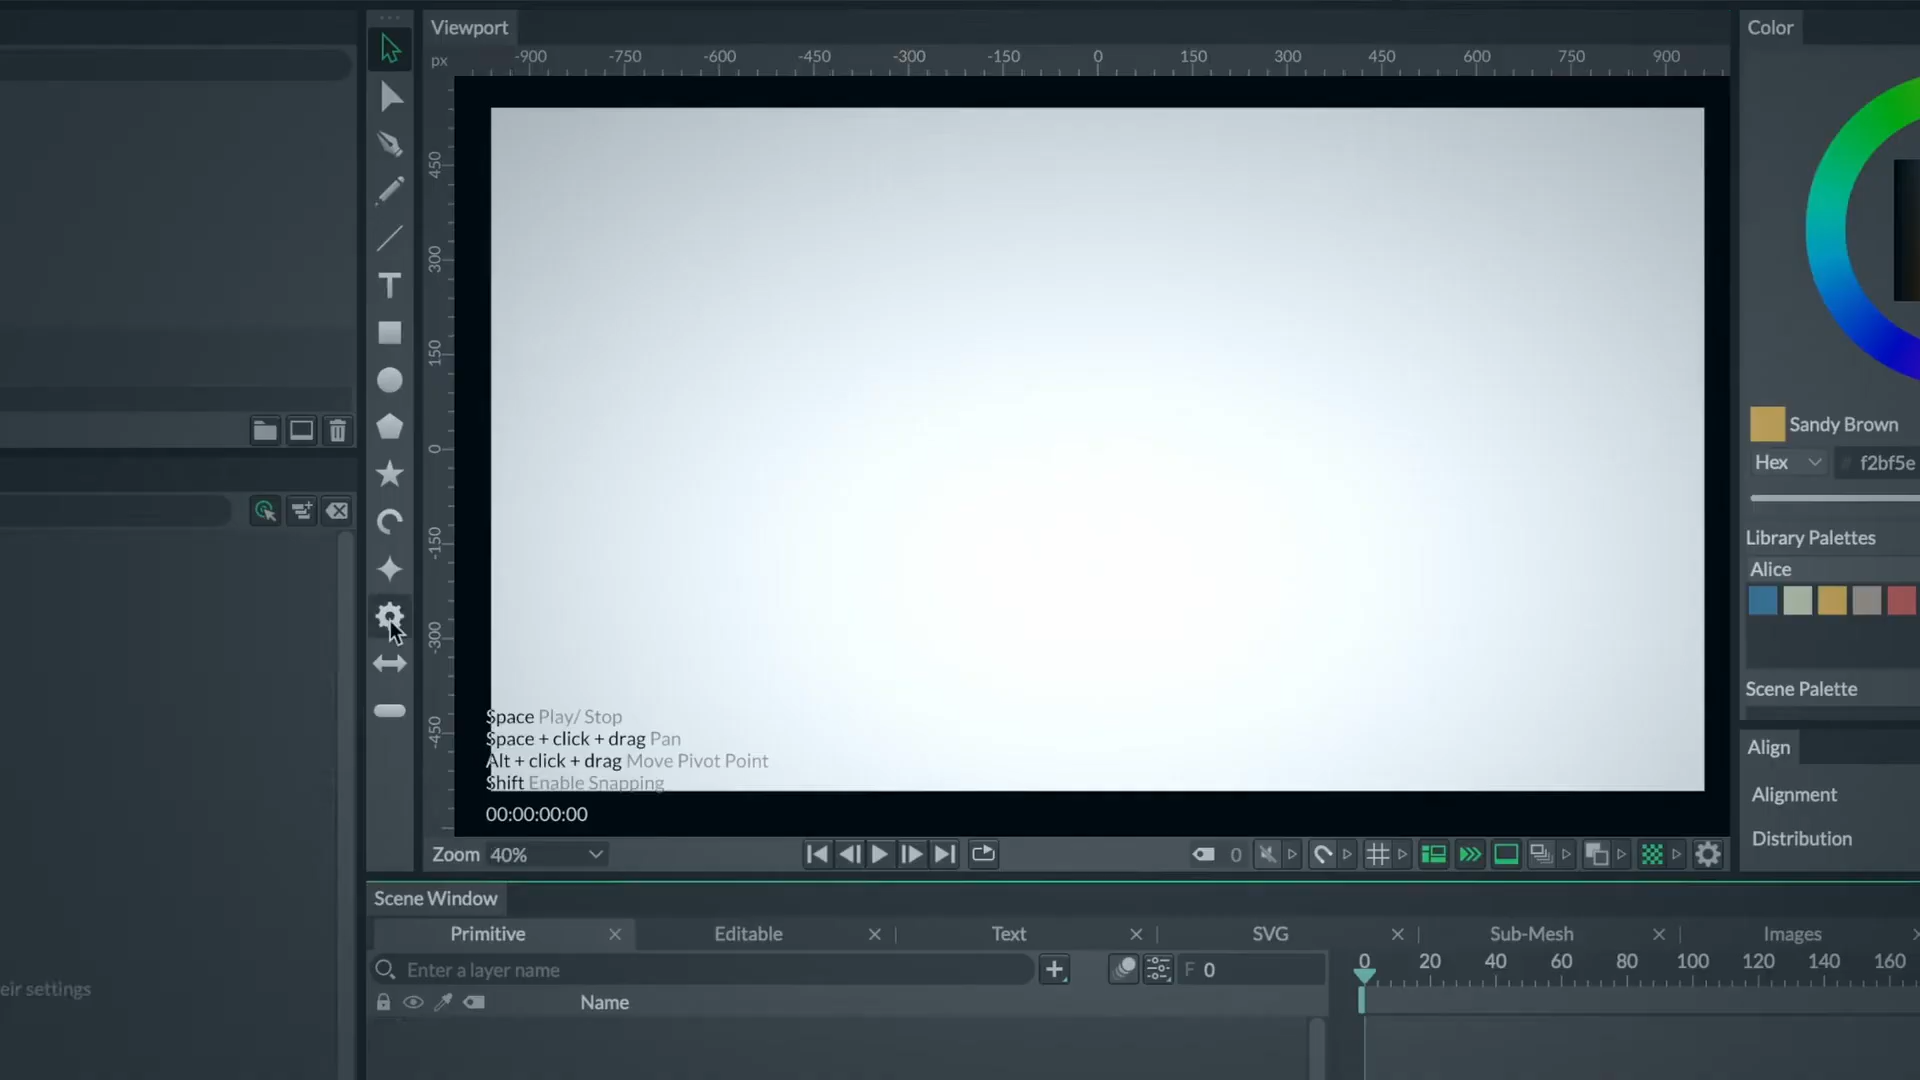 Viewport
Color
px
-900 -750 -600 -450 -300 -150 0 150 300 450 600 750 900
450
300
150
0
-150
-300
-450
T
Sandy Brown
Hex
f2bf5e
Library Palettes
Alice
Scene Palette
Align
Alignment
Distribution
Space Play/ Stop
Space + click + drag Pan
Alt + click + drag Move Pivot Point
Shift Enable Snapping
00:00:00:00
Zoom 40%
0
Scene Window
Primitive
Editable
Text
SVG
Sub-Mesh
Images
Enter a layer name
F 0
0 20 40 60 80 100 120 140 160
Name
eir settings